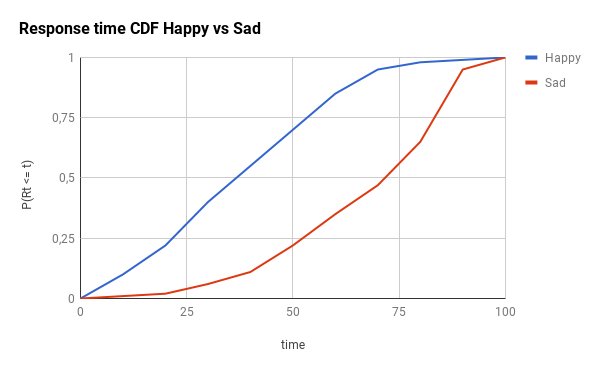 Response time CDF Happy vs Sad
1
0,75
0,5
0,25
0
P(Rt <= t)
0 25 50 75 100
time
Happy
Sad